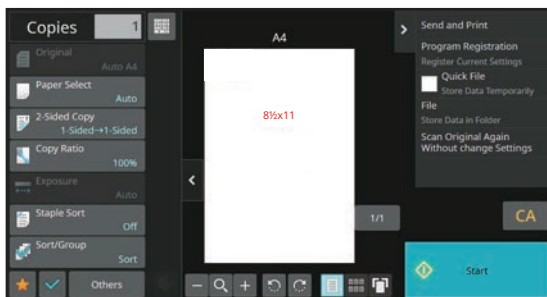 Copies 1
Original
Auto A4
Paper Select
Auto
2-Sided Copy
1-Sided→1-Sided
Copy Ratio
100%
Exposure
Auto
Staple Sort
Off
Sort/Group
Sort
Others
A4
8½x11
1/1
Send and Print
Program Registration
Register Current Settings
Quick File
Store Data Temporarily
File
Store Data in Folder
Scan Original Again
Without change Settings
CA
Start